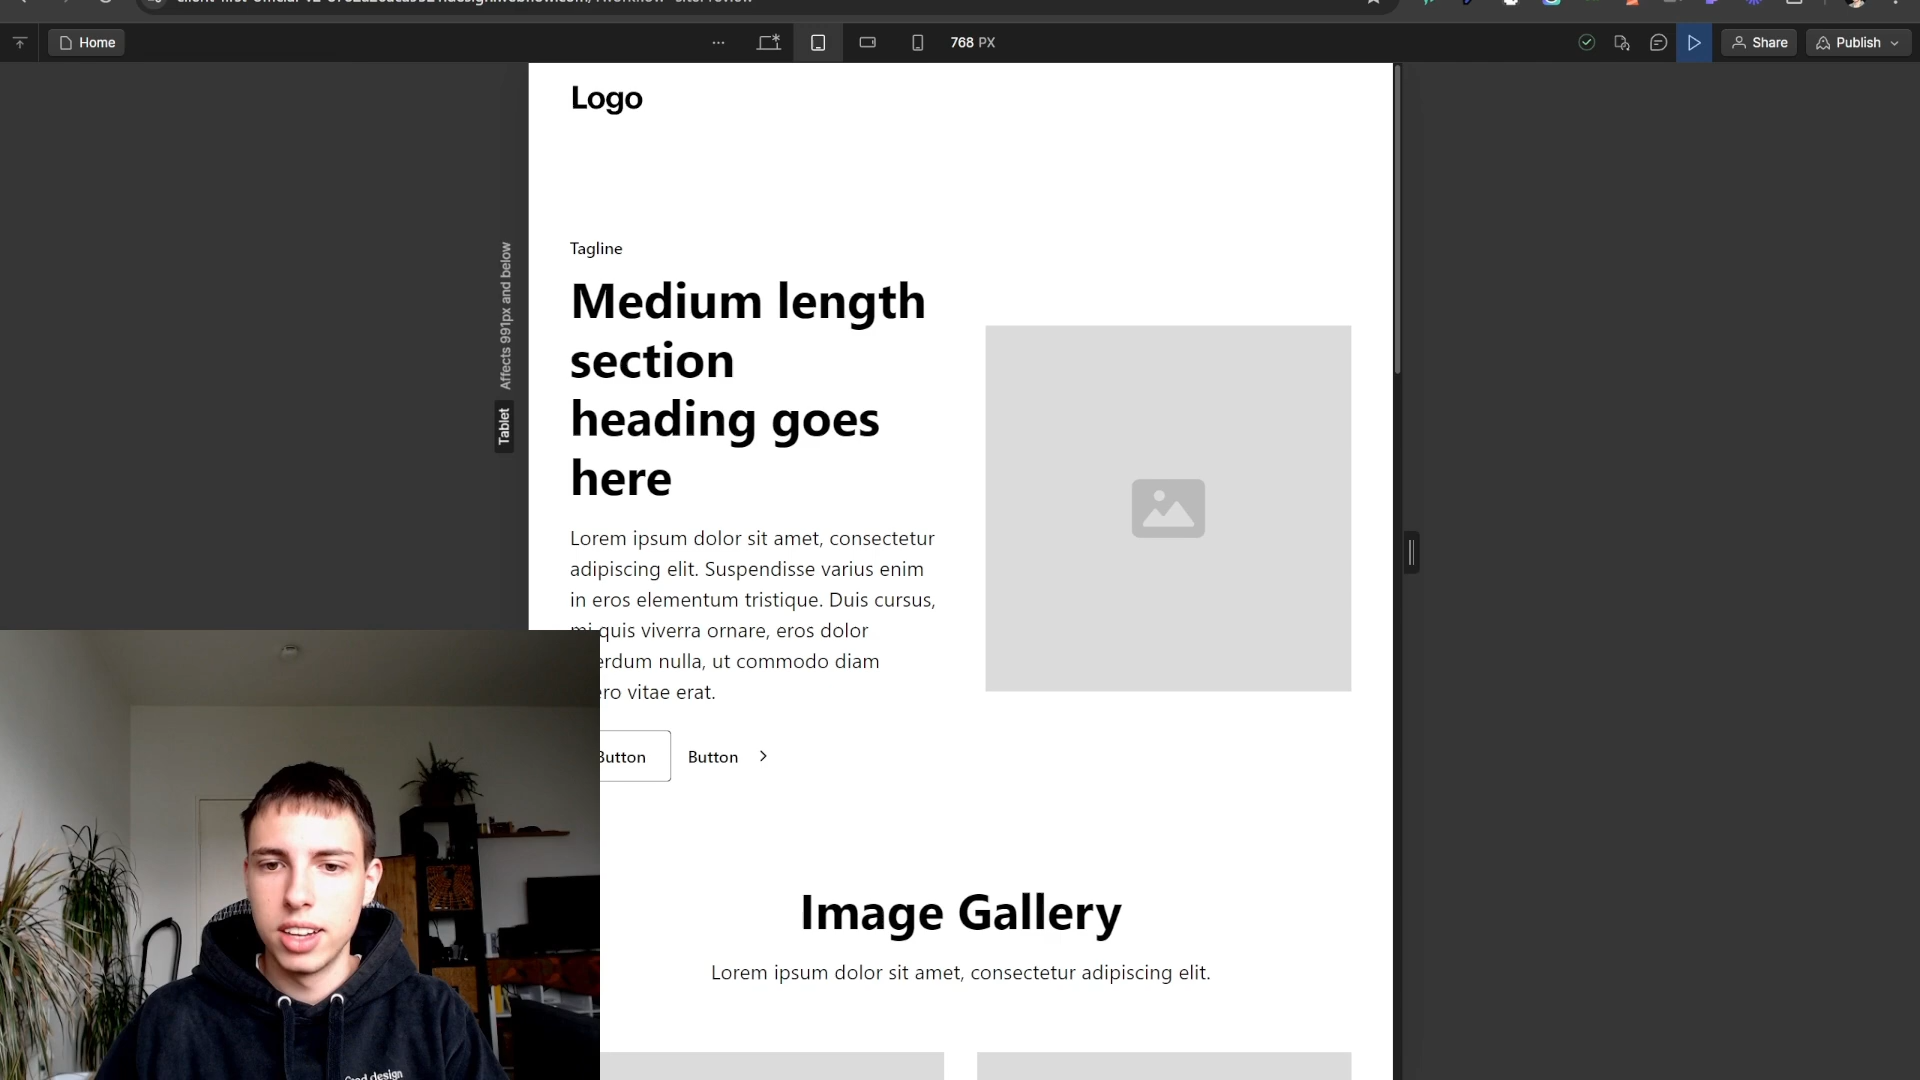 Home
768 PX
Share
Publish
Logo
Tablet Affects 991px and below
Tagline
Medium length
section
heading goes
here
Lorem ipsum dolor sit amet, consectetur
adipiscing elit. Suspendisse varius enim
in eros elementum tristique. Duis cursus,
quis viverra ornare, eros dolor
erdum nulla, ut commodo diam
ero vitae erat.
Button
Button
Image Gallery
Lorem ipsum dolor sit amet, consectetur adipiscing elit.
design